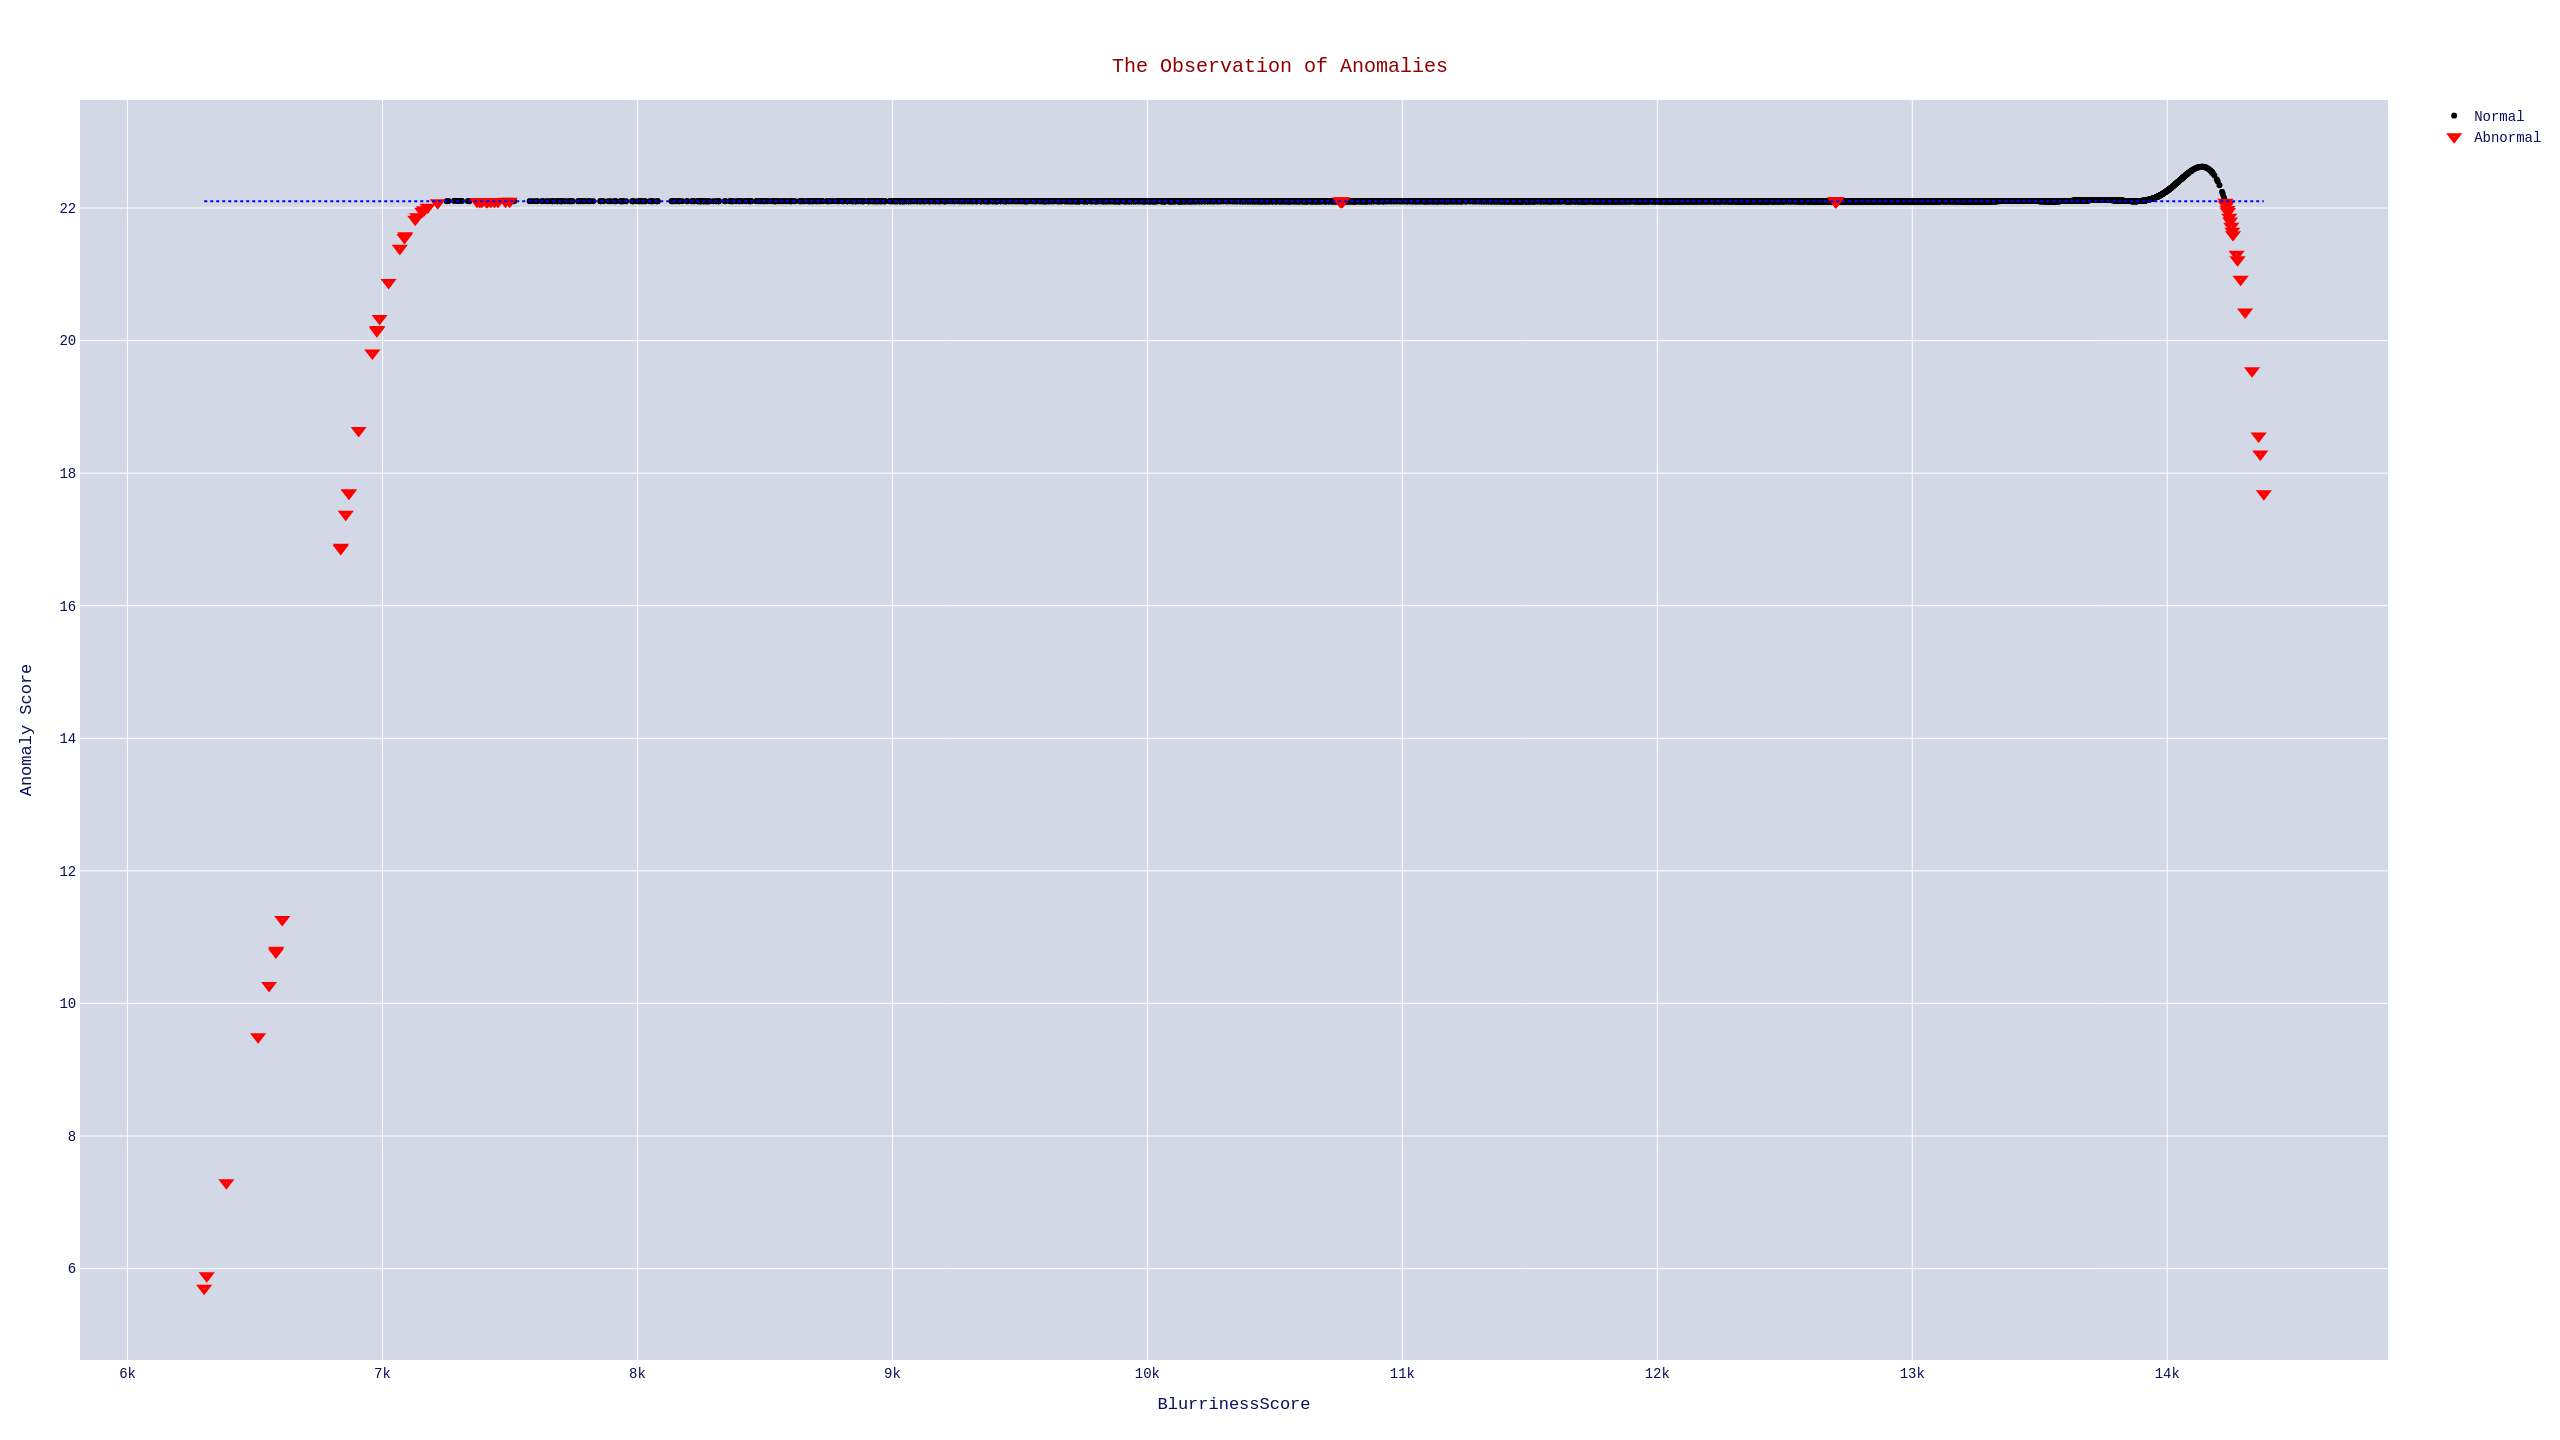 The Observation of Anomalies
Normal
Abnormal
Anomaly Score
22
20
18
16
14
12
10
8
6
6k
7k
8k
9k
10k
11k
12k
13k
14k
BlurrinessScore